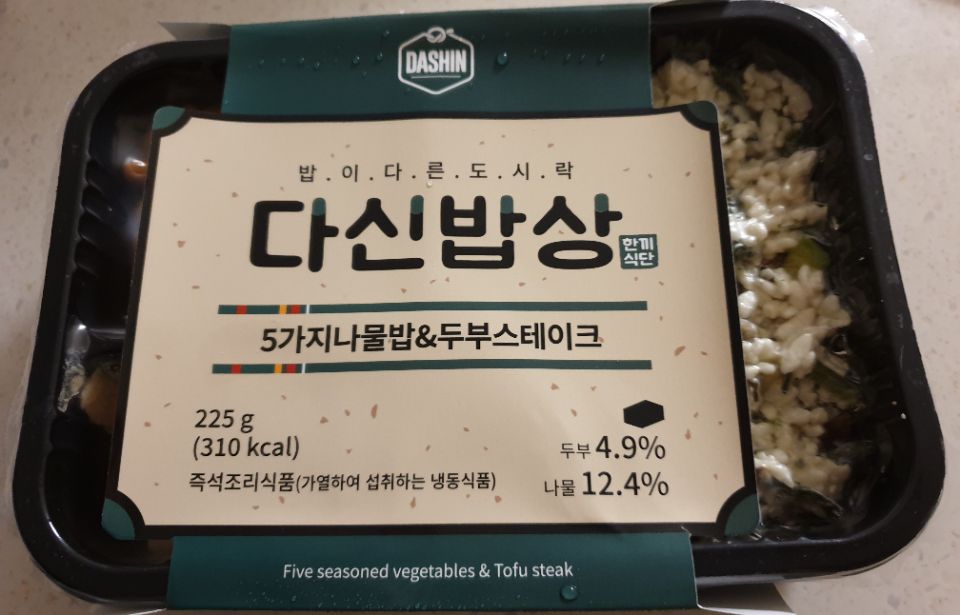 DASHIN
밥.이.다.른.도.시.락
다신밥상
한끼
식단
5가지나물밥&두부스테이크
225 g
(310 kcal)
즉석조리식품(가열하여 섭취하는 냉동식품)
두부 4.9%
나물 12.4%
Five seasoned vegetables & Tofu steak